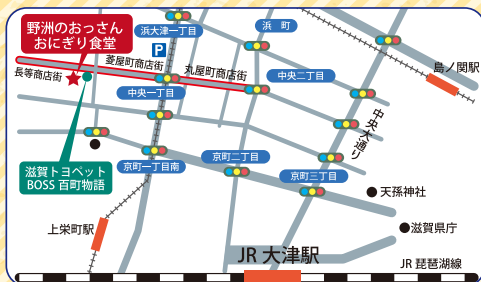 野洲のおっさん
おにぎり食堂
浜大津一丁目
浜 町
P
島ノ関駅
菱屋町商店街
丸屋町商店街
長等商店街
中央二丁目
中央一丁目
中央大通り
滋賀トヨペット
BOSS 百町物語
京町一丁目南
京町二丁目
京町三丁目
天孫神社
上栄町駅
滋賀県庁
JR 大津駅
JR 琵琶湖線